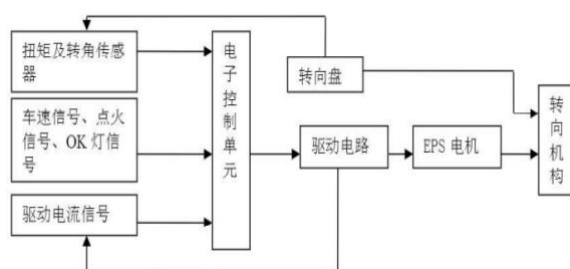 扭矩及转角传感
器
车速信号、点火
信号、OK 灯信
号
驱动电流信号
电
子
控
制
单
元
转向盘
驱动电路
EPS 电机
转
向
机
构